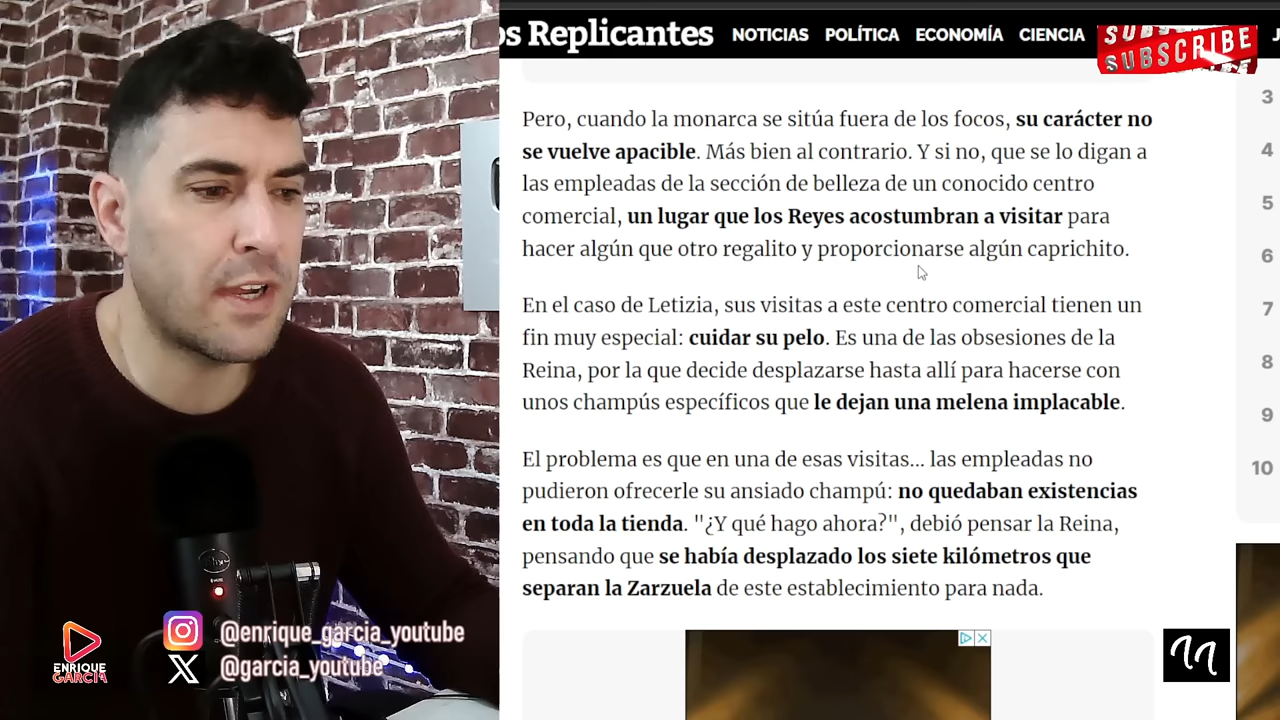 os Replicantes
NOTICIAS POLÍTICA ECONOMÍA CIENCIA
SUBSCRIBE
J
3
4
5
6
7
8
9
10
Pero, cuando la monarca se sitúa fuera de los focos, su carácter no
se vuelve apacible. Más bien al contrario. Y si no, que se lo digan a
las empleadas de la sección de belleza de un conocido centro
comercial, un lugar que los Reyes acostumbran a visitar para
hacer algún que otro regalito y proporcionarse algún caprichito.
En el caso de Letizia, sus visitas a este centro comercial tienen un
fin muy especial: cuidar su pelo. Es una de las obsesiones de la
Reina, por la que decide desplazarse hasta allí para hacerse con
unos champús específicos que le dejan una melena implacable.
El problema es que en una de esas visitas... las empleadas no
pudieron ofrecerle su ansiado champú: no quedaban existencias
en toda la tienda. "¿Y qué hago ahora?", debió pensar la Reina,
pensando que se había desplazado los siete kilómetros que
separan la Zarzuela de este establecimiento para nada.
@enrique_garcia_youtube
@garcia_youtube
ENRIQUE
GARCIA